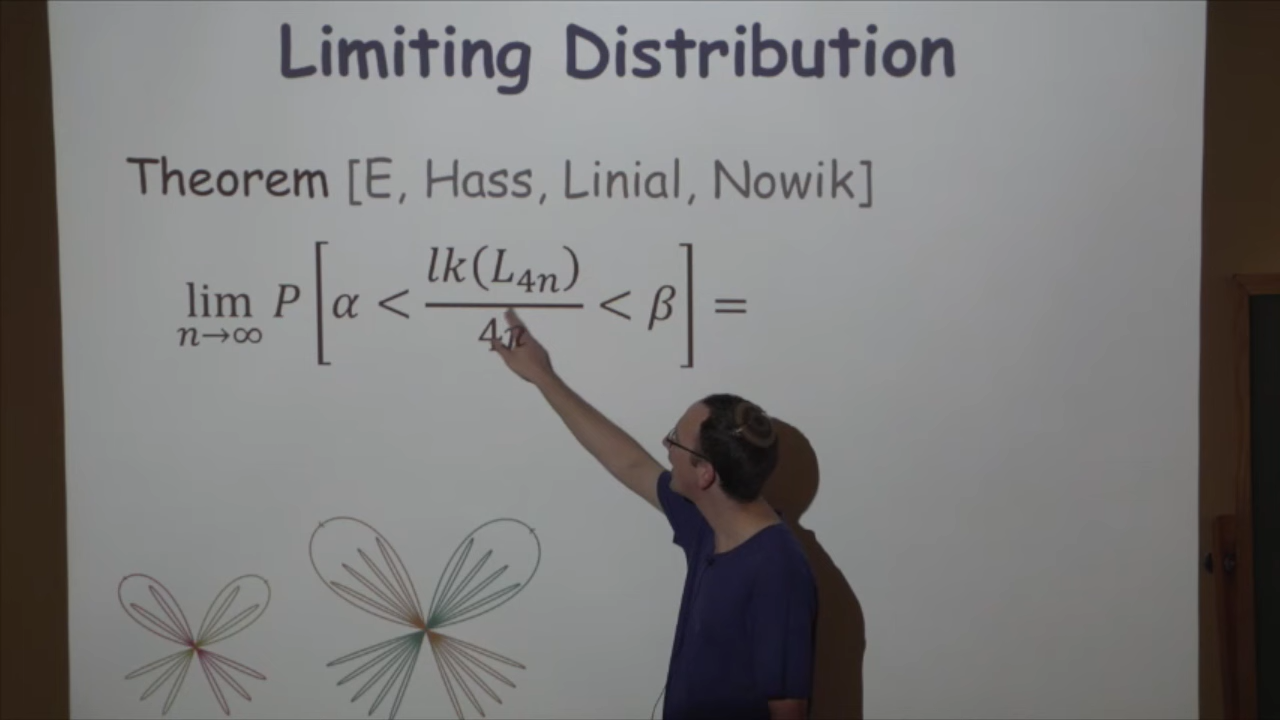 Limiting Distribution
Theorem [E, Hass, Linial, Nowik]
lim n→∞ P [ α < lk(L₄ₙ) / 4n < β ] =